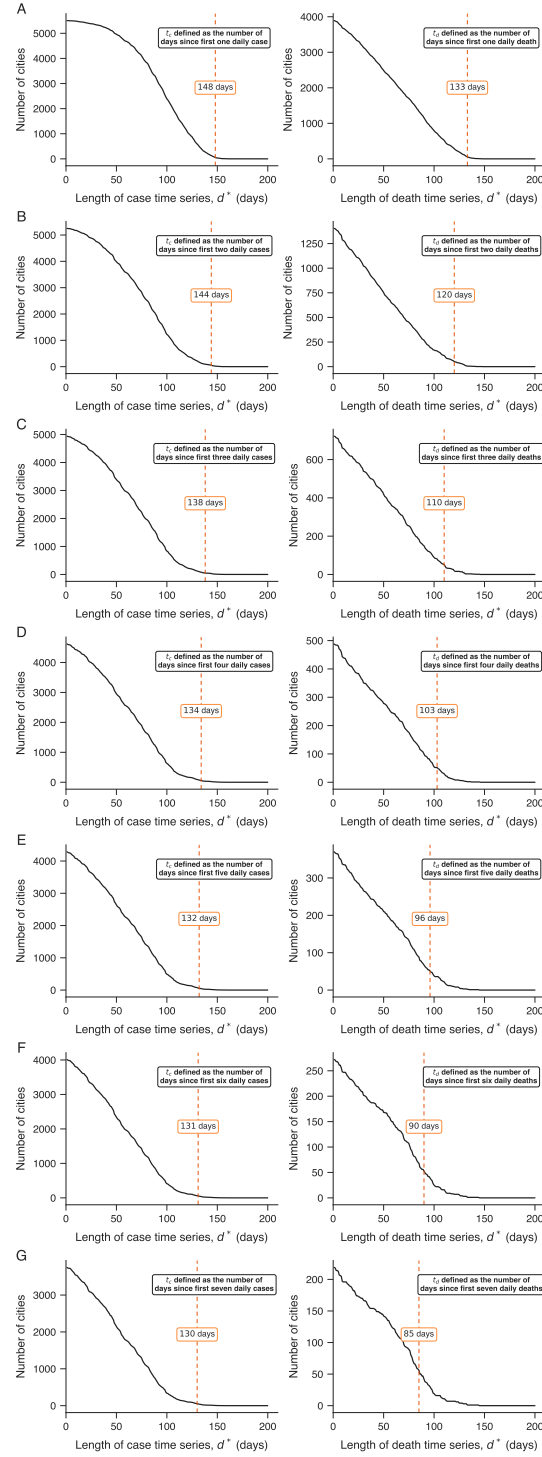 A
t_c defined as the number of
days since first one daily case
148 days
Number of cities
5000
4000
3000
2000
1000
0
0 50 100 150 200
Length of case time series, d* (days)
t_d defined as the number of
days since first one daily death
133 days
Number of cities
4000
3000
2000
1000
0
0 50 100 150 200
Length of death time series, d* (days)
B
t_c defined as the number of
days since first two daily cases
144 days
Number of cities
5000
4000
3000
2000
1000
0
0 50 100 150 200
Length of case time series, d* (days)
t_d defined as the number of
days since first two daily deaths
120 days
Number of cities
1250
1000
750
500
250
0
0 50 100 150 200
Length of death time series, d* (days)
C
t_c defined as the number of
days since first three daily cases
138 days
Number of cities
5000
4000
3000
2000
1000
0
0 50 100 150 200
Length of case time series, d* (days)
t_d defined as the number of
days since first three daily deaths
110 days
Number of cities
600
400
200
0
0 50 100 150 200
Length of death time series, d* (days)
D
t_c defined as the number of
days since first four daily cases
134 days
Number of cities
4000
3000
2000
1000
0
0 50 100 150 200
Length of case time series, d* (days)
t_d defined as the number of
days since first four daily deaths
103 days
Number of cities
500
400
300
200
100
0
0 50 100 150 200
Length of death time series, d* (days)
E
t_c defined as the number of
days since first five daily cases
132 days
Number of cities
4000
3000
2000
1000
0
0 50 100 150 200
Length of case time series, d* (days)
t_d defined as the number of
days since first five daily deaths
96 days
Number of cities
300
200
100
0
0 50 100 150 200
Length of death time series, d* (days)
F
t_c defined as the number of
days since first six daily cases
131 days
Number of cities
4000
3000
2000
1000
0
0 50 100 150 200
Length of case time series, d* (days)
t_d defined as the number of
days since first six daily deaths
90 days
Number of cities
250
200
150
100
50
0
0 50 100 150 200
Length of death time series, d* (days)
G
t_c defined as the number of
days since first seven daily cases
130 days
Number of cities
3000
2000
1000
0
0 50 100 150 200
Length of case time series, d* (days)
t_d defined as the number of
days since first seven daily deaths
85 days
Number of cities
200
150
100
50
0
0 50 100 150 200
Length of death time series, d* (days)